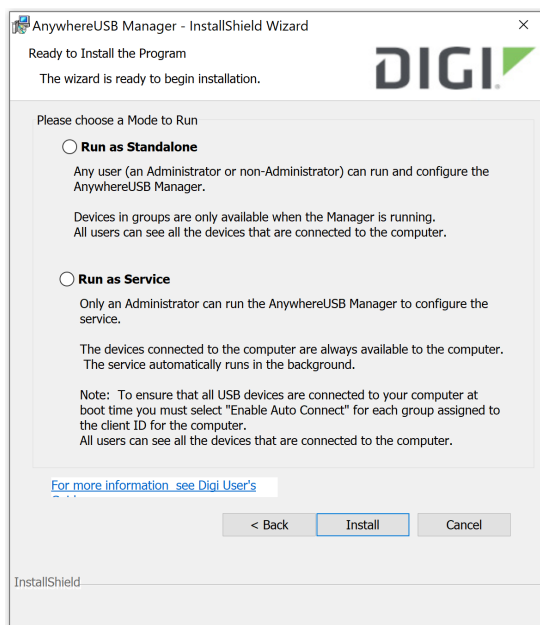 AnywhereUSB Manager - InstallShield Wizard
Ready to Install the Program
The wizard is ready to begin installation.
DIGI
Please choose a Mode to Run
Run as Standalone
Any user (an Administrator or non-Administrator) can run and configure the
AnywhereUSB Manager.
Devices in groups are only available when the Manager is running.
All users can see all the devices that are connected to the computer.
Run as Service
Only an Administrator can run the AnywhereUSB Manager to configure the
service.
The devices connected to the computer are always available to the computer.
The service automatically runs in the background.
Note: To ensure that all USB devices are connected to your computer at
boot time you must select "Enable Auto Connect" for each group assigned to
the client ID for the computer.
All users can see all the devices that are connected to the computer.
For more information see Digi User's
< Back Install Cancel
InstallShield